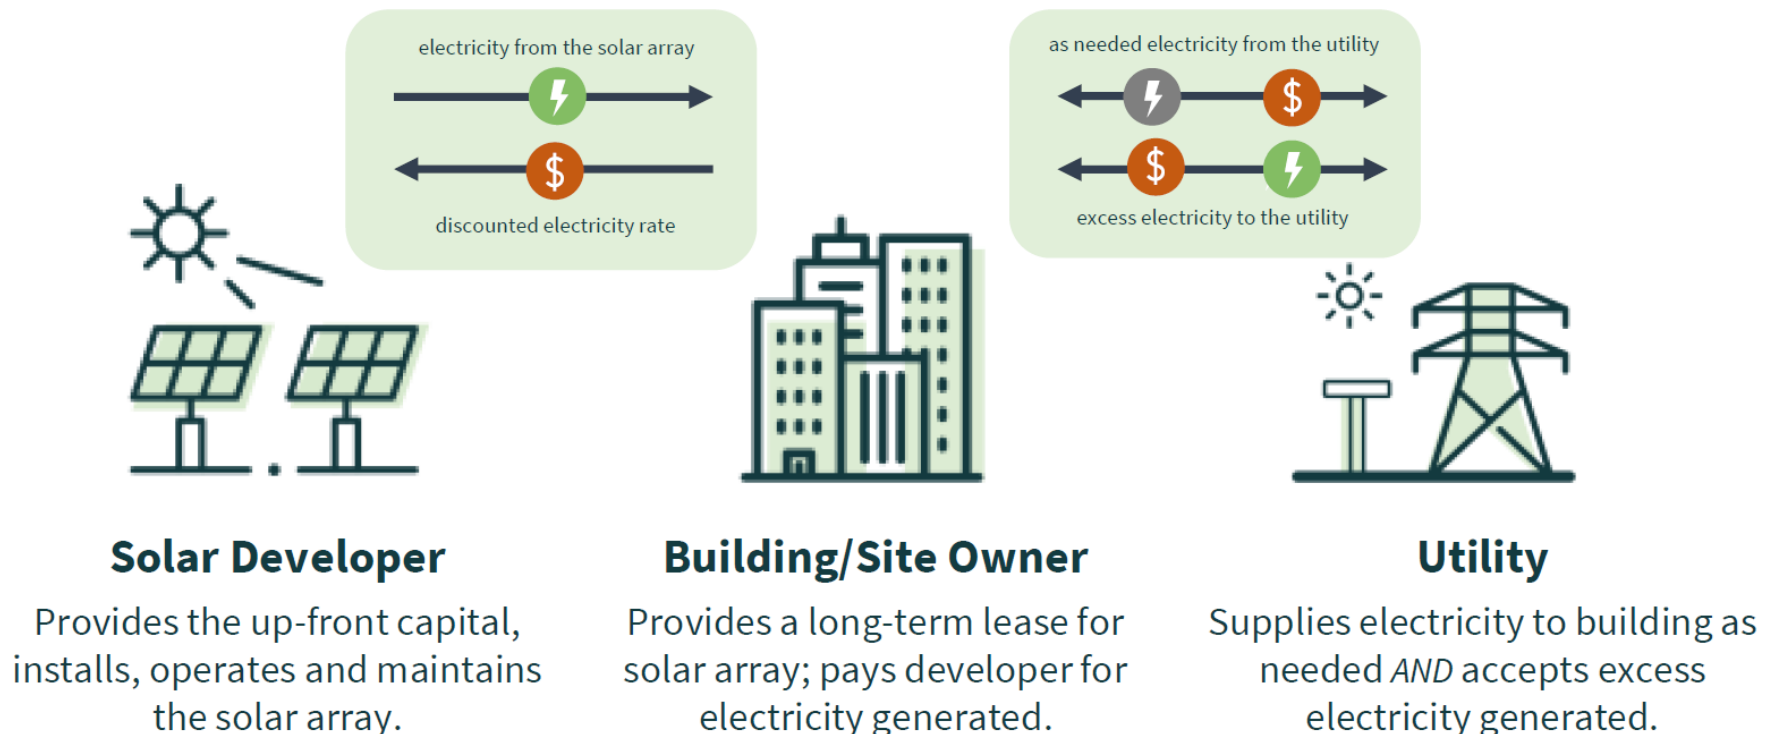 electricity from the solar array
$
discounted electricity rate
as needed electricity from the utility
$
$
excess electricity to the utility
Solar Developer
Provides the up-front capital,
installs, operates and maintains
the solar array.
Building/Site Owner
Provides a long-term lease for
solar array; pays developer for
electricity generated.
Utility
Supplies electricity to building as
needed AND accepts excess
electricity generated.